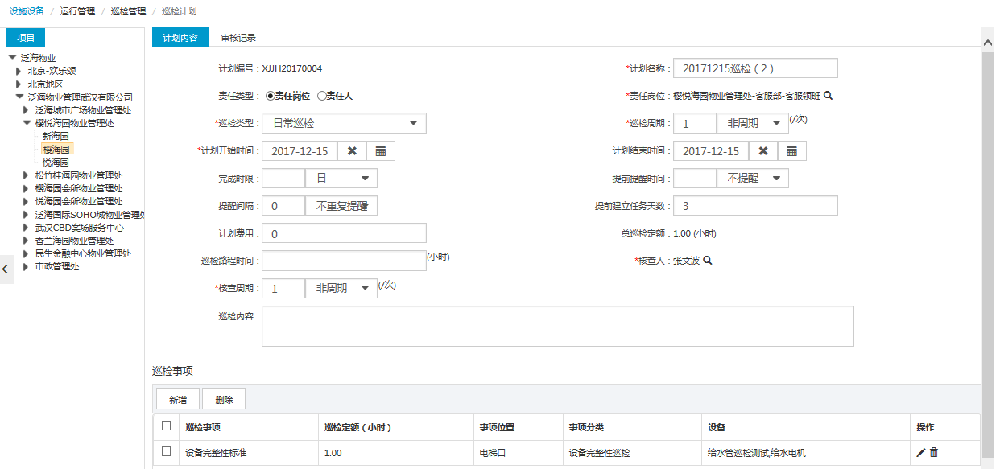 设施设备 / 运行管理 / 巡检管理 / 巡检计划
项目
泛海物业
北京-欢乐颂
北京地区
泛海物业管理武汉有限公司
泛海城市广场物业管理处
樱悦海园物业管理处
新海园
樱海园
悦海园
松竹桂海园物业管理处
樱海园会所物业管理处
悦海园会所物业管理处
泛海国际SOHO城物业管理处
武汉CBD案场服务中心
香兰海园物业管理处
民生金融中心物业管理处
市政管理处
计划内容 审核记录
计划编号：XJJH20170004 *计划名称：20171215巡检（2）
责任类型：责任岗位 责任人 *责任岗位：樱悦海园物业管理处-客服部-客服领班
*巡检类型：日常巡检 *巡检周期：1 非周期 (/次)
*计划开始时间：2017-12-15 计划结束时间：2017-12-15
完成时限： 日 提前提醒时间： 不提醒
提醒间隔：0 不重复提醒 提前建立任务天数：3
计划费用：0 总巡检定额：1.00 (小时)
巡检路程时间： (小时) *核查人：张文波
*核查周期：1 非周期 (/次)
巡检内容：
巡检事项
新增 删除
巡检事项 巡检定额（小时） 事项位置 事项分类 设备 操作
设备完整性标准 1.00 电梯口 设备完整性巡检 给水管巡检测试,给水电机